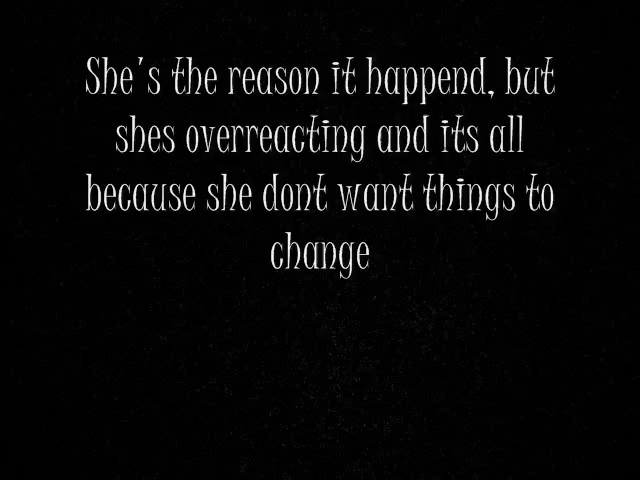 She's the reason it happend, but
shes overreacting and its all
because she dont want things to
change